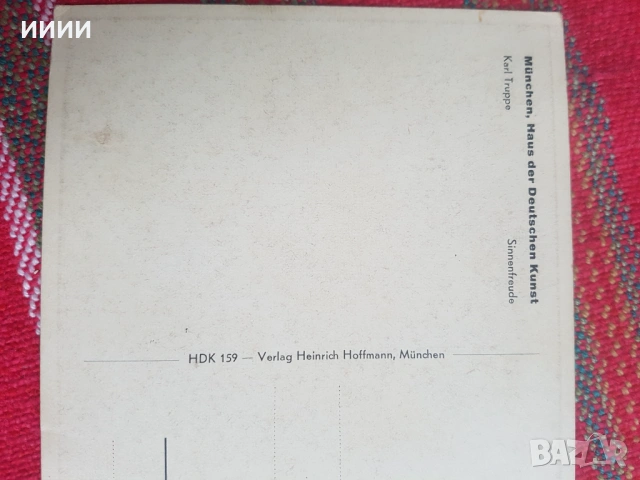 ииии
München, Haus der Deutschen Kunst
Karl Truppe Sinnenfreude
HDK 159 — Verlag Heinrich Hoffmann, München
BAZAR